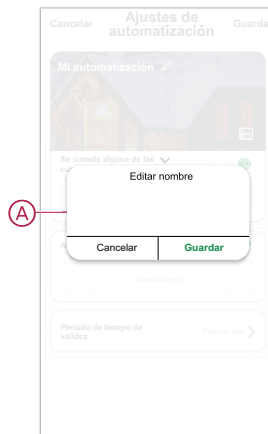 Cancelar
Ajustes de
automatización
Guarda
Mi automatización
Se cumple alguna de las
Editar nombre
A
Cancelar
Guardar
Periodo de tiempo de
validez
Todo el día